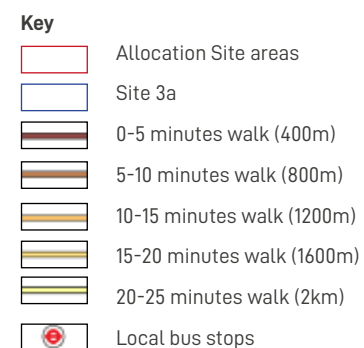 Key
Allocation Site areas
Site 3a
0-5 minutes walk (400m)
5-10 minutes walk (800m)
10-15 minutes walk (1200m)
15-20 minutes walk (1600m)
20-25 minutes walk (2km)
Local bus stops